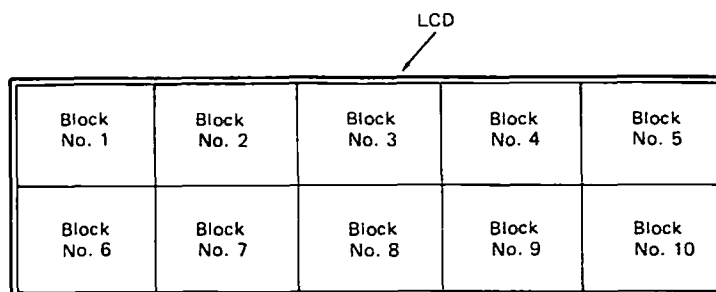 LCD
Block
No. 1
Block
No. 2
Block
No. 3
Block
No. 4
Block
No. 5
Block
No. 6
Block
No. 7
Block
No. 8
Block
No. 9
Block
No. 10